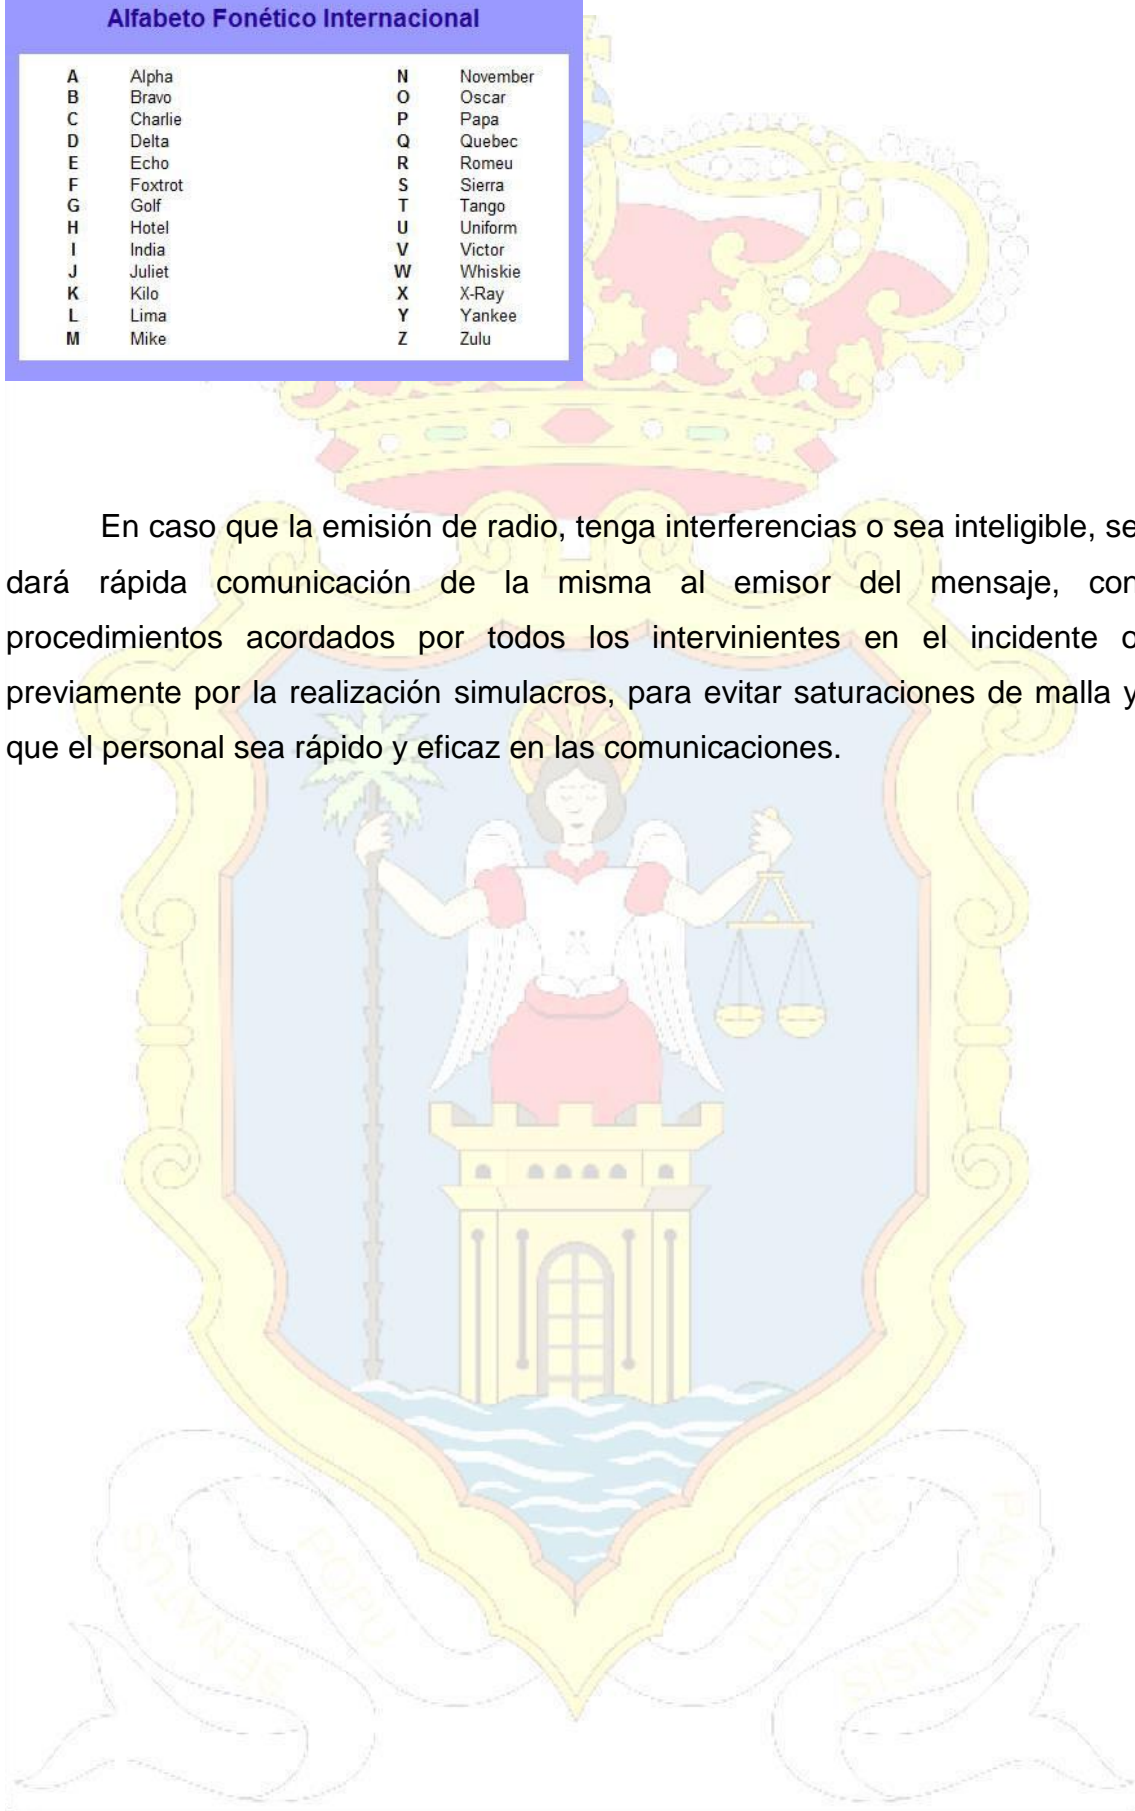 Alfabeto Fonético Internacional
A Alpha N November
B Bravo O Oscar
C Charlie P Papa
D Delta Q Quebec
E Echo R Romeu
F Foxtrot S Sierra
G Golf T Tango
H Hotel U Uniform
I India V Victor
J Juliet W Whiskie
K Kilo X X-Ray
L Lima Y Yankee
M Mike Z Zulu
En caso que la emisión de radio, tenga interferencias o sea inteligible, se
dará rápida comunicación de la misma al emisor del mensaje, con
procedimientos acordados por todos los intervinientes en el incidente o
previamente por la realización simulacros, para evitar saturaciones de malla y
que el personal sea rápido y eficaz en las comunicaciones.
SENATUS POPU LUSQUE PALMENSIS